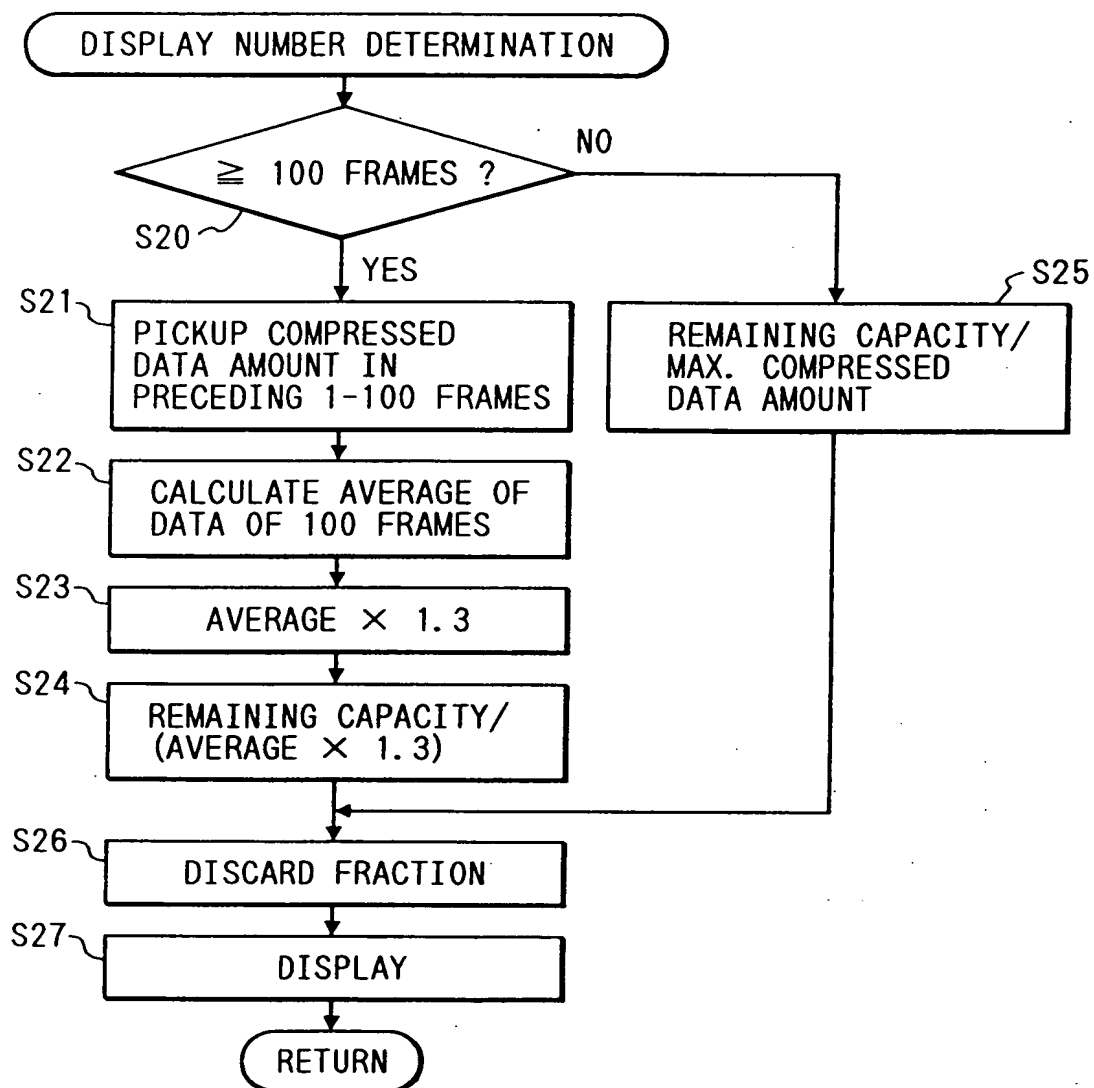 DISPLAY NUMBER DETERMINATION
≧ 100 FRAMES ?
NO
S20
YES
S21
PICKUP COMPRESSED
DATA AMOUNT IN
PRECEDING 1-100 FRAMES
S25
REMAINING CAPACITY/
MAX. COMPRESSED
DATA AMOUNT
S22
CALCULATE AVERAGE OF
DATA OF 100 FRAMES
S23
AVERAGE × 1.3
S24
REMAINING CAPACITY/
(AVERAGE × 1.3)
S26
DISCARD FRACTION
S27
DISPLAY
RETURN